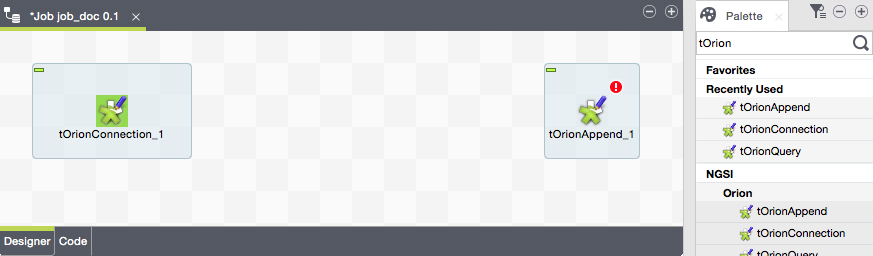 *Job job_doc 0.1
tOrionConnection_1
tOrionAppend_1
Designer
Code
Palette
tOrion
Favorites
Recently Used
tOrionAppend
tOrionConnection
tOrionQuery
NGSI
Orion
tOrionAppend
tOrionConnection
tOrionQuery